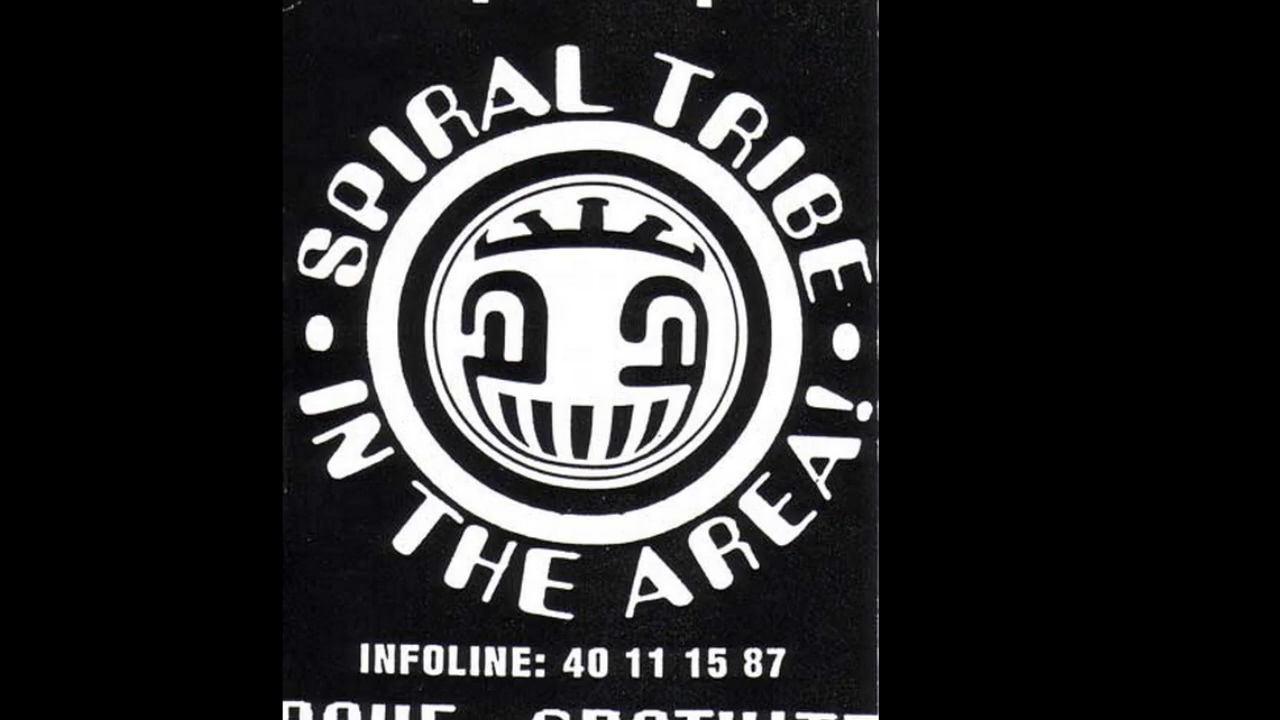 SPIRAL TRIBE
• IN THE AREA! •
INFOLINE: 40 11 15 87